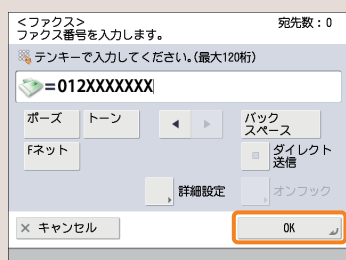 <ファクス> 宛先数:0
ファクス番号を入力します。
テンキーで入力してください。(最大120桁)
=012XXXXXXX
ポーズ トーン バック
スペース
Fネット ダイレクト
送信
詳細設定 オンフック
× キャンセル OK